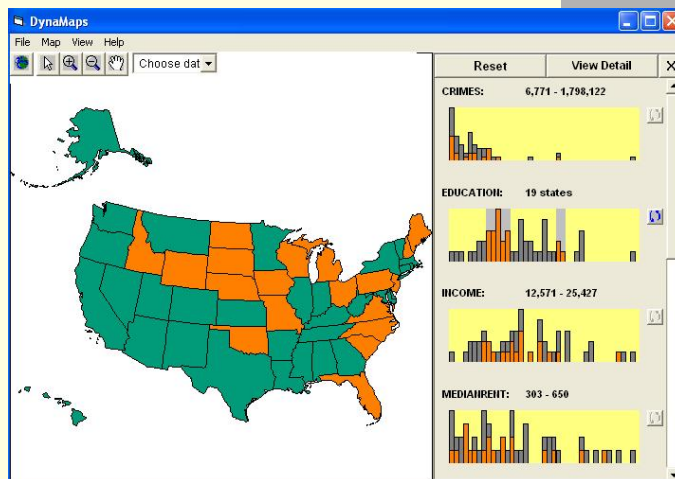 DynaMaps
File Map View Help
Choose dat
Reset View Detail X
CRIMES: 6,771 - 1,798,122
EDUCATION: 19 states
INCOME: 12,571 - 25,427
MEDIANRENT: 303 - 650